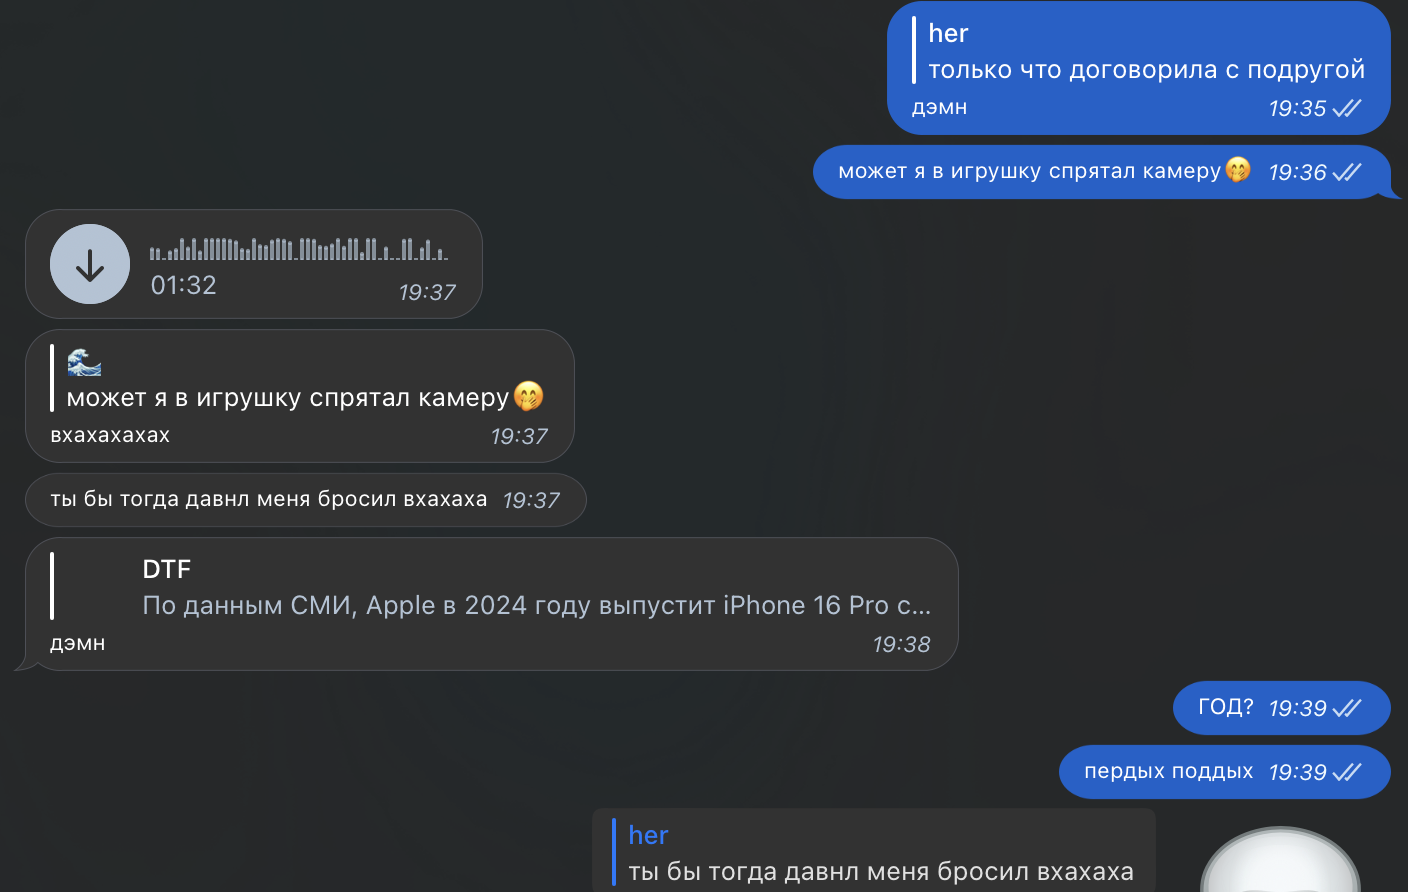 her
только что договорила с подругой
дэмн 19:35
может я в игрушку спрятал камеру🤭 19:36
01:32 19:37
🌊
может я в игрушку спрятал камеру🤭
вхахахахах 19:37
ты бы тогда давнл меня бросил вхахаха 19:37
DTF
По данным СМИ, Apple в 2024 году выпустит iPhone 16 Pro с...
дэмн 19:38
ГОД? 19:39
пердых поддых 19:39
her
ты бы тогда давнл меня бросил вхахаха